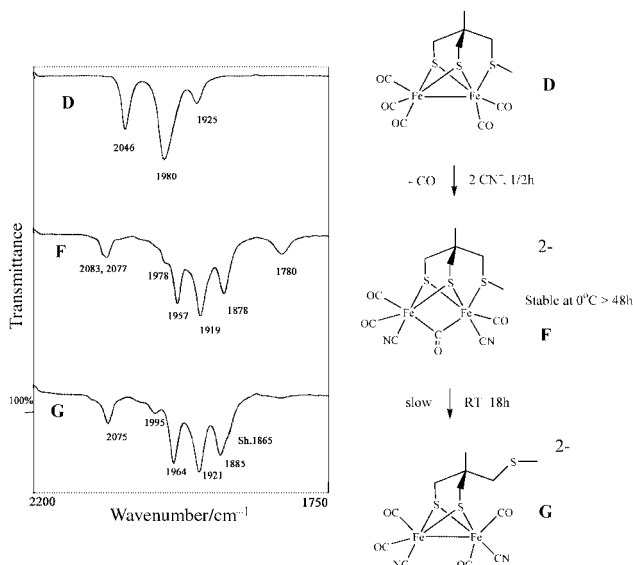 D
2046
1980
1925
F
2083, 2077
1978
1957
1919
1878
1780
100%
G
2075
1995
1964
1921
1885
Sh.1865
2200
1750
Wavenumber/cm⁻¹
Transmittance
S
S
S
OC
Fe
Fe
OC
OC
CO
CO
D
- CO
2 CN⁻, 1/2h
2-
S
S
S
OC
OC
Fe
Fe
CO
NC
C
O
CN
Stable at 0°C > 48h
F
slow
RT 18h
2-
S
S
S
OC
CO
Fe
Fe
OC
NC
OC
CN
G